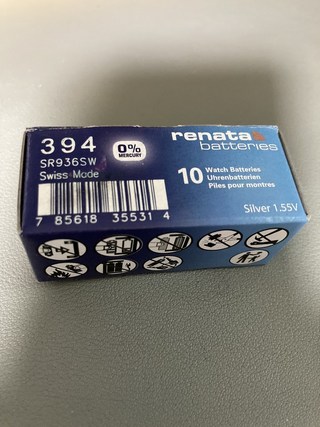 394
SR936SW
Swiss Mode
0%
MERCURY
renata
batteries
10
Watch Batteries
Uhrenbatterien
Piles pour montres
7 85618 35531 4
Silver 1.55V